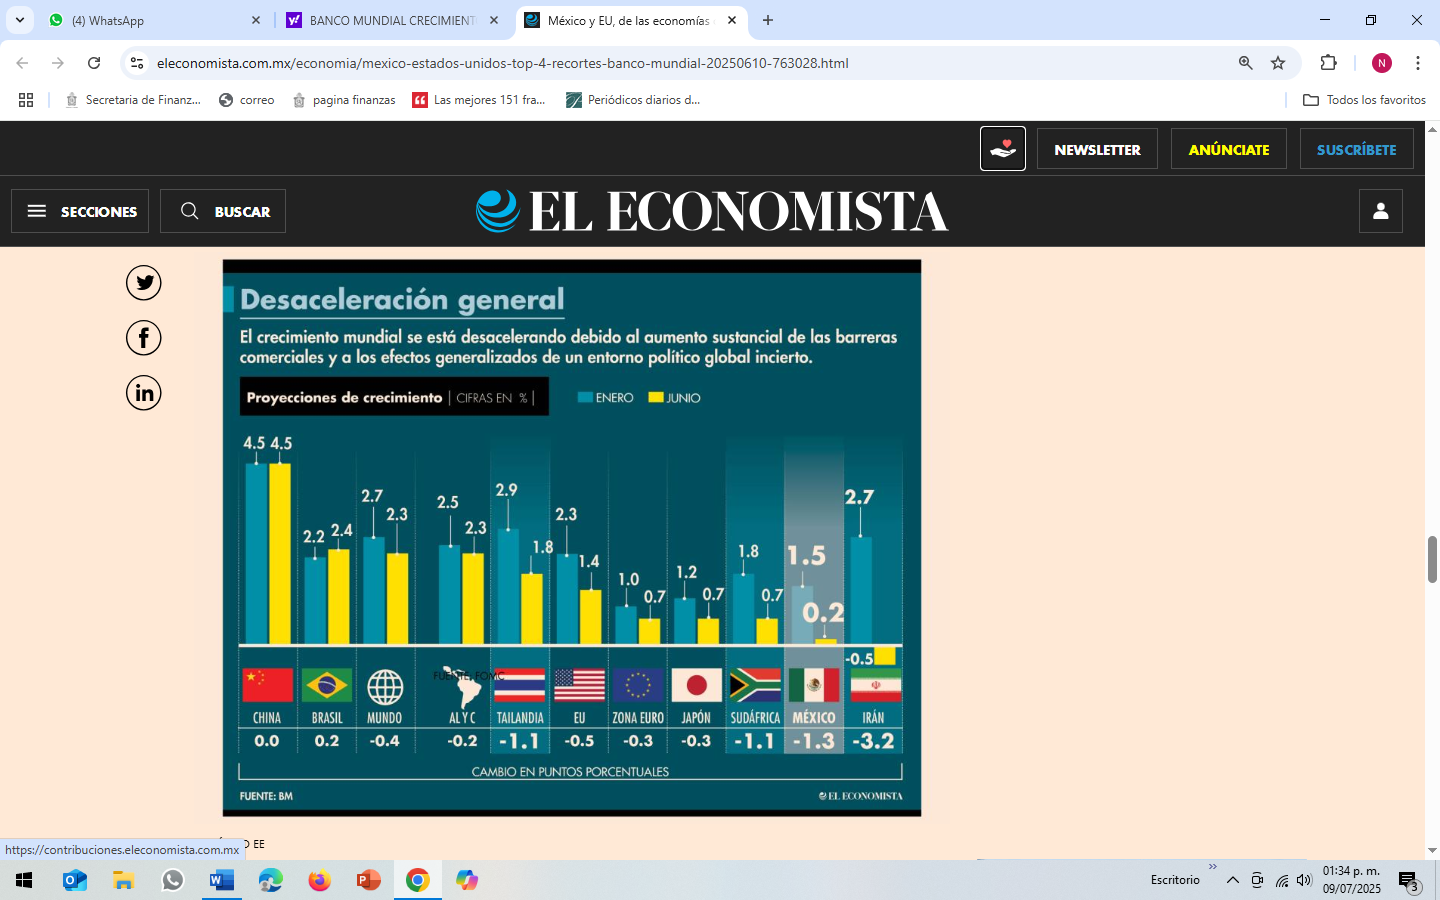 (4) WhatsApp
BANCO MUNDIAL CRECIMIENT
México y EU, de las economías
eleconomista.com.mx/economia/mexico-estados-unidos-top-4-recortes-banco-mundial-20250610-763028.html
N
Secretaria de Finanz...
correo
pagina finanzas
Las mejores 151 fra...
Periódicos diarios d...
Todos los favoritos
NEWSLETTER
ANÚNCIATE
SUSCRÍBETE
SECCIONES
BUSCAR
EL ECONOMISTA
Desaceleración general
El crecimiento mundial se está desacelerando debido al aumento sustancial de las barreras
comerciales y a los efectos generalizados de un entorno político global incierto.
Proyecciones de crecimiento | CIFRAS EN % |
ENERO
JUNIO
4.5 4.5
2.2 2.4
2.7 2.3
2.5 2.3
2.9 1.8
2.3 1.4
1.0 0.7
1.2 0.7
1.8 0.7
1.5 0.2
2.7 -0.5
FUENTE: FOMC
CHINA BRASIL MUNDO AL Y C TAILANDIA EU ZONA EURO JAPÓN SUDÁFRICA MÉXICO IRÁN
0.0 0.2 -0.4 -0.2 -1.1 -0.5 -0.3 -0.3 -1.1 -1.3 -3.2
CAMBIO EN PUNTOS PORCENTUALES
FUENTE: BM
EL ECONOMISTA
EE
https://contribuciones.eleconomista.com.mx
Escritorio
01:34 p. m.
09/07/2025
3